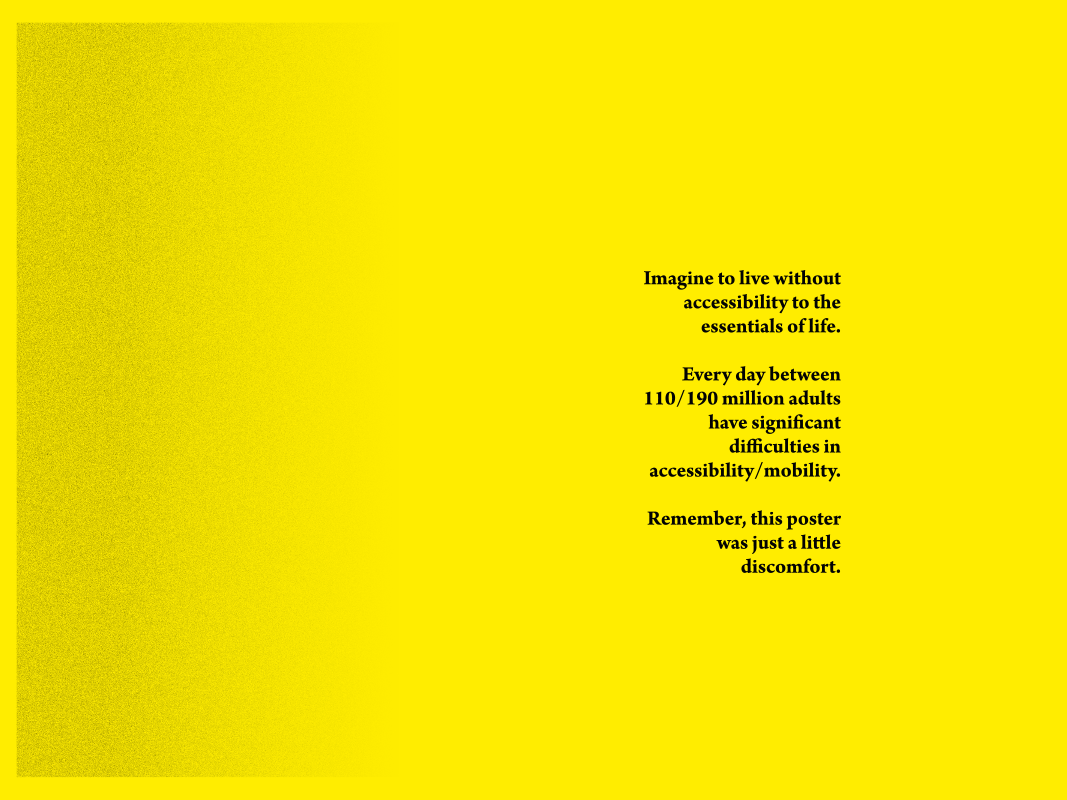 Imagine to live without
accessibility to the
essentials of life.
Every day between
110/190 million adults
have significant
difficulties in
accessibility/mobility.
Remember, this poster
was just a little
discomfort.